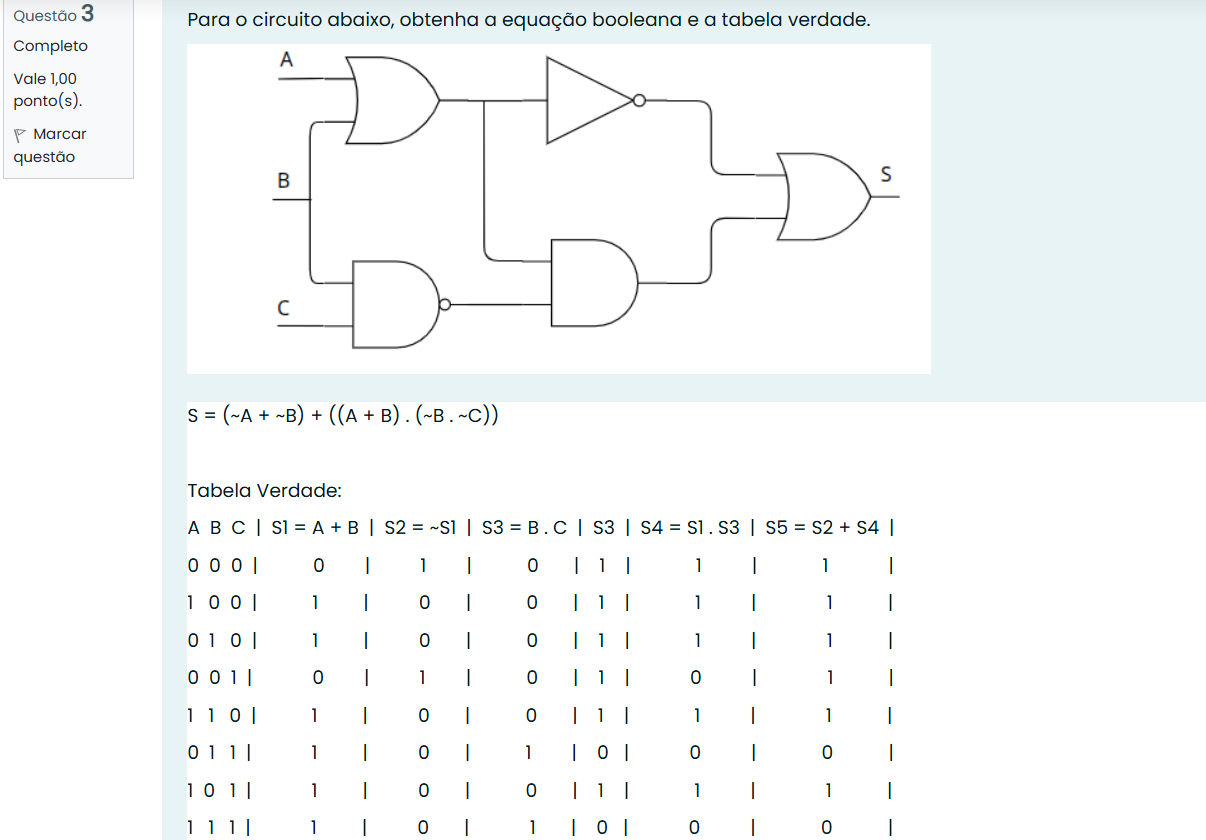 Questão 3
Completo
Vale 1,00
ponto(s).
Marcar
questão
Para o circuito abaixo, obtenha a equação booleana e a tabela verdade.
A
B
C
S
S = (~A + ~B) + ((A + B) . (~B . ~C))
Tabela Verdade:
A B C | S1 = A + B | S2 = ~S1 | S3 = B . C | S3 | S4 = S1 . S3 | S5 = S2 + S4 |
0 0 0 | 0 | 1 | 0 | 1 | 1 | 1 |
1 0 0 | 1 | 0 | 0 | 1 | 1 | 1 |
0 1 0 | 1 | 0 | 0 | 1 | 1 | 1 |
0 0 1 | 0 | 1 | 0 | 1 | 0 | 1 |
1 1 0 | 1 | 0 | 0 | 1 | 1 | 1 |
0 1 1 | 1 | 0 | 1 | 0 | 0 | 0 |
1 0 1 | 1 | 0 | 0 | 1 | 1 | 1 |
1 1 1 | 1 | 0 | 1 | 0 | 0 | 0 |